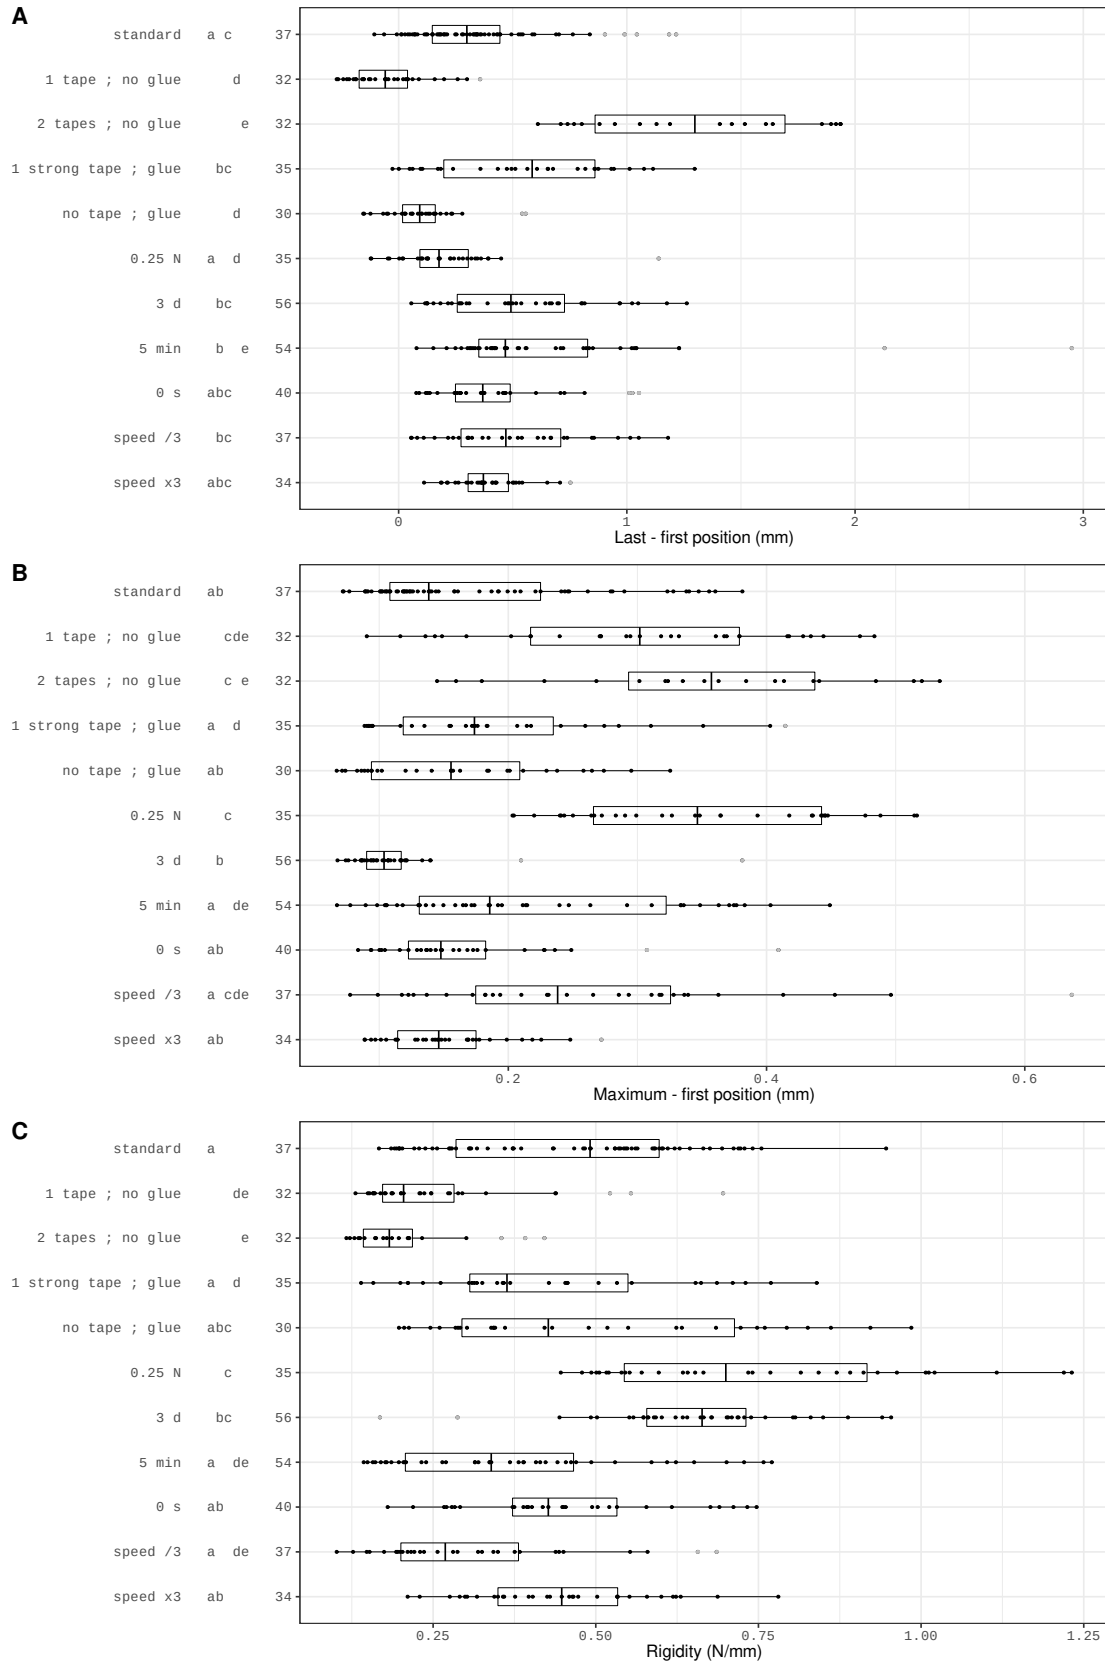 A
standard a c 37
1 tape ; no glue d 32
2 tapes ; no glue e 32
1 strong tape ; glue bc 35
no tape ; glue d 30
0.25 N a d 35
3 d bc 56
5 min b e 54
0 s abc 40
speed /3 bc 37
speed x3 abc 34
0 1 2 3
Last - first position (mm)
B
standard ab 37
1 tape ; no glue cde 32
2 tapes ; no glue c e 32
1 strong tape ; glue a d 35
no tape ; glue ab 30
0.25 N c 35
3 d b 56
5 min a de 54
0 s ab 40
speed /3 a cde 37
speed x3 ab 34
0.2 0.4 0.6
Maximum - first position (mm)
C
standard a 37
1 tape ; no glue de 32
2 tapes ; no glue e 32
1 strong tape ; glue a d 35
no tape ; glue abc 30
0.25 N c 35
3 d bc 56
5 min a de 54
0 s ab 40
speed /3 a de 37
speed x3 ab 34
0.25 0.50 0.75 1.00 1.25
Rigidity (N/mm)